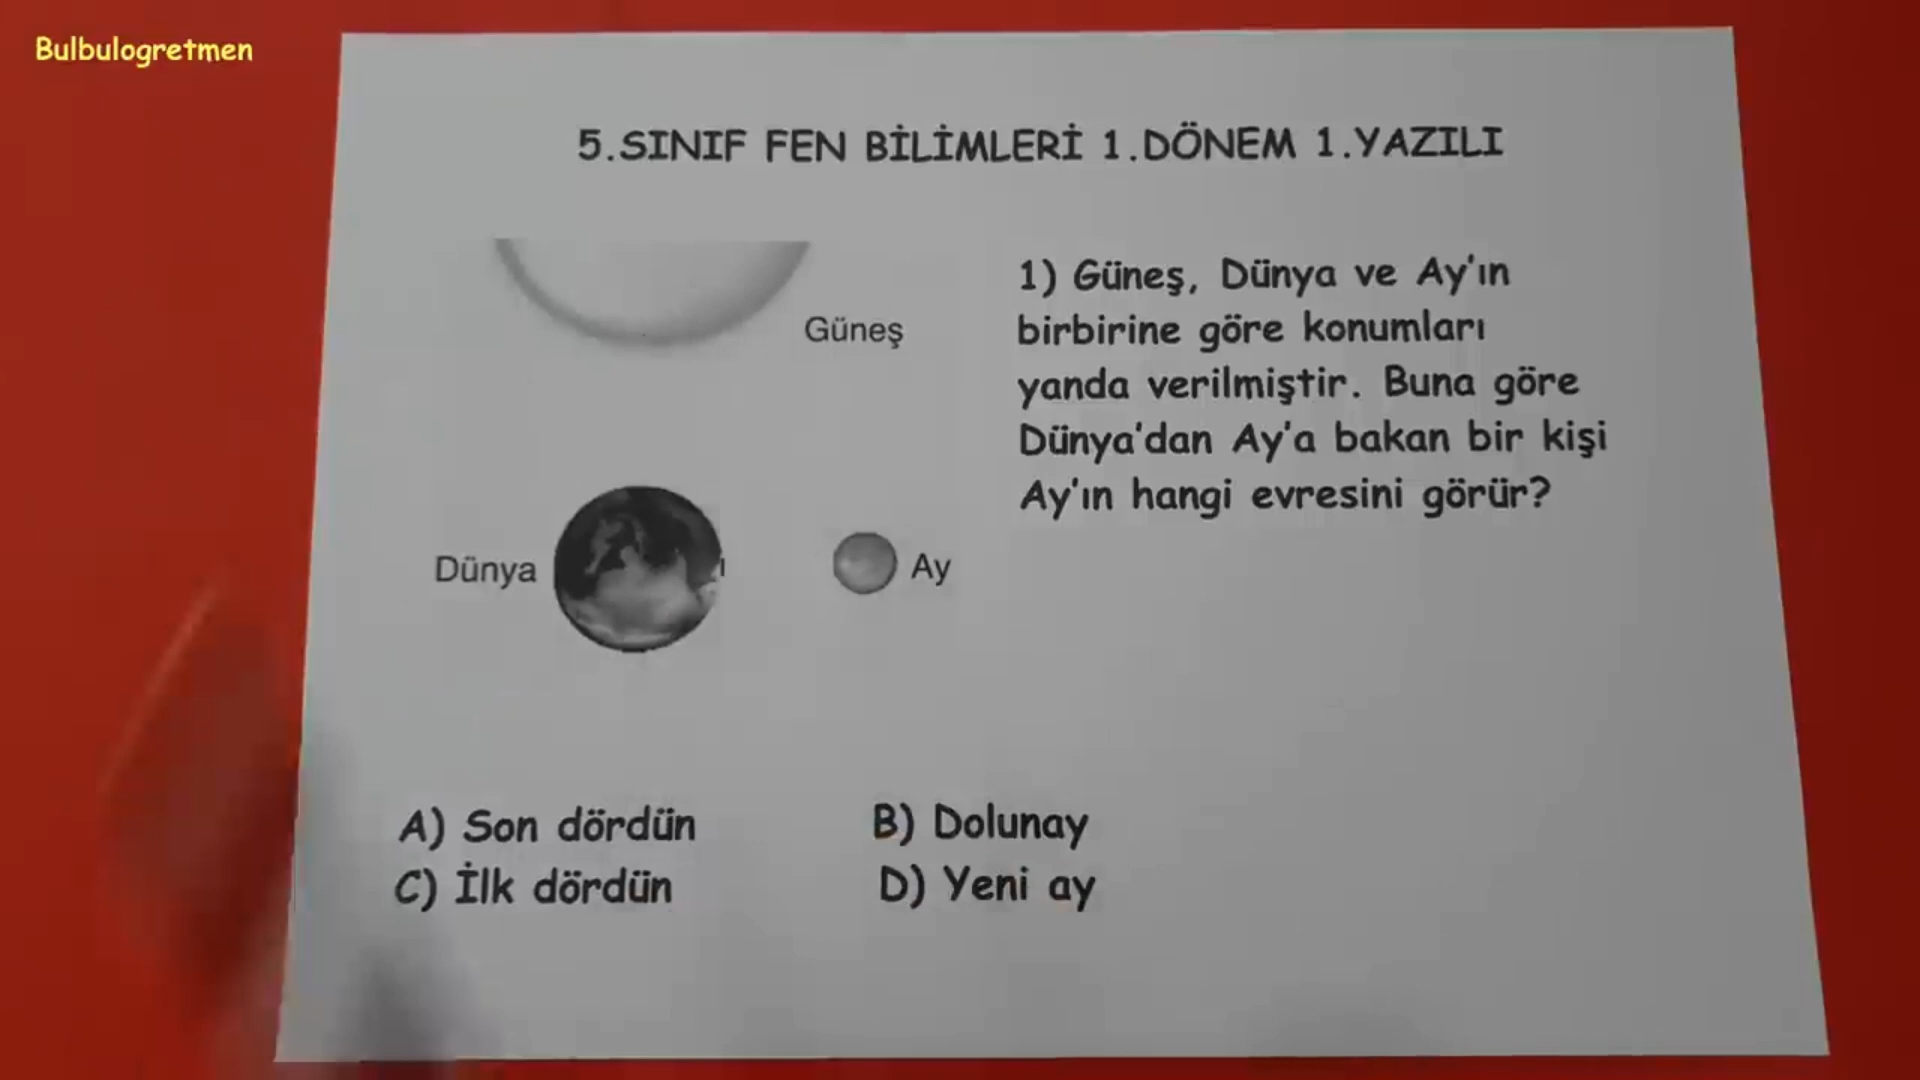 Bulbulogretmen
5.SINIF FEN BİLİMLERİ 1.DÖNEM 1.YAZILI
Güneş
Dünya
Ay
1) Güneş, Dünya ve Ay'ın
birbirine göre konumları
yanda verilmiştir. Buna göre
Dünya'dan Ay'a bakan bir kişi
Ay'ın hangi evresini görür?
A) Son dördün
B) Dolunay
C) İlk dördün
D) Yeni ay